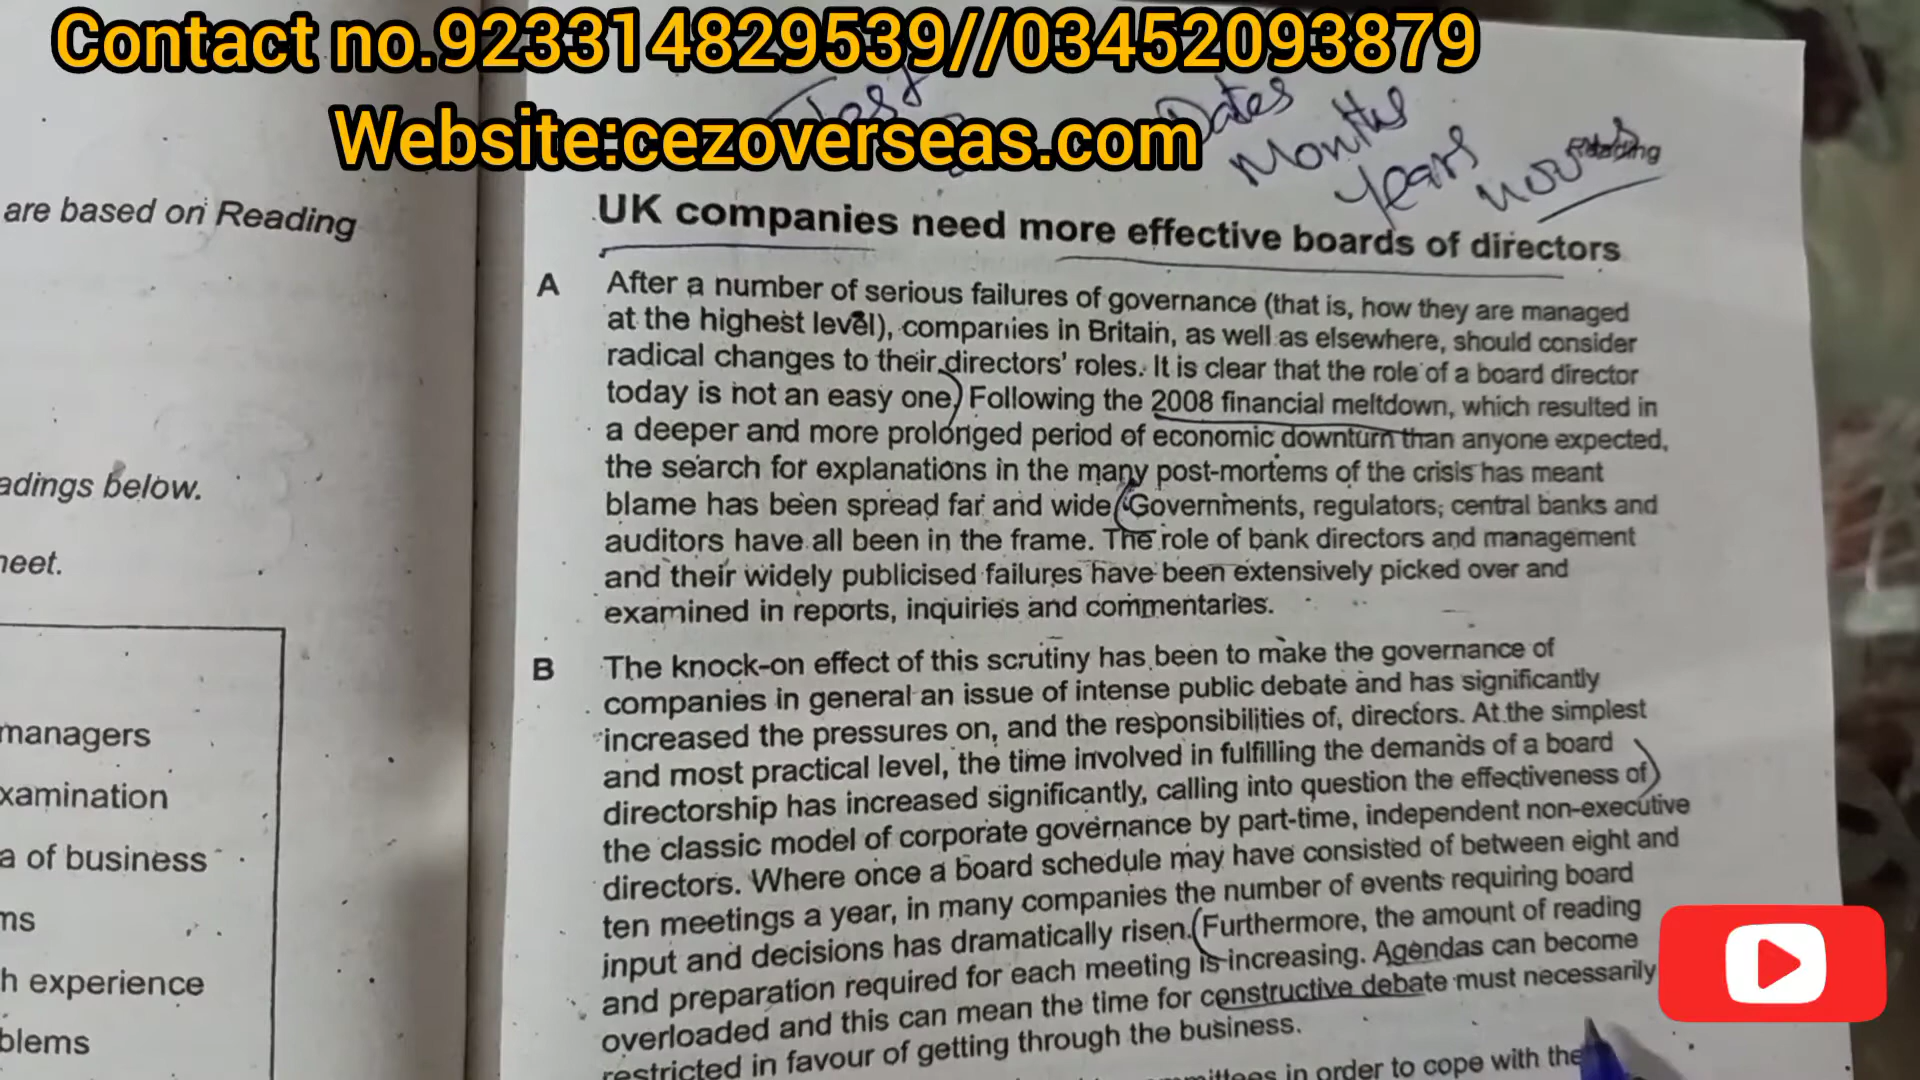 Contact no.923314829539//03452093879
Website:cezoverseas.com
Test
Dates
Months
Years
Reading
are based on Reading
adings below.
heet.
managers
xamination
a of business
ms
h experience
blems
UK companies need more effective boards of directors
A After a number of serious failures of governance (that is, how they are managed
at the highest level), companies in Britain, as well as elsewhere, should consider
radical changes to their directors' roles. It is clear that the role of a board director
today is not an easy one. Following the 2008 financial meltdown, which resulted in
a deeper and more prolonged period of economic downturn than anyone expected,
the search for explanations in the many post-mortems of the crisis has meant
blame has been spread far and wide. Governments, regulators, central banks and
auditors have all been in the frame. The role of bank directors and management
and their widely publicised failures have been extensively picked over and
examined in reports, inquiries and commentaries.
B The knock-on effect of this scrutiny has been to make the governance of
companies in general an issue of intense public debate and has significantly
increased the pressures on, and the responsibilities of, directors. At the simplest
and most practical level, the time involved in fulfilling the demands of a board
directorship has increased significantly, calling into question the effectiveness of
the classic model of corporate governance by part-time, independent non-executive
directors. Where once a board schedule may have consisted of between eight and
ten meetings a year, in many companies the number of events requiring board
input and decisions has dramatically risen. Furthermore, the amount of reading
and preparation required for each meeting is increasing. Agendas can become
overloaded and this can mean the time for constructive debate must necessarily
restricted in favour of getting through the business.
in order to cope with the